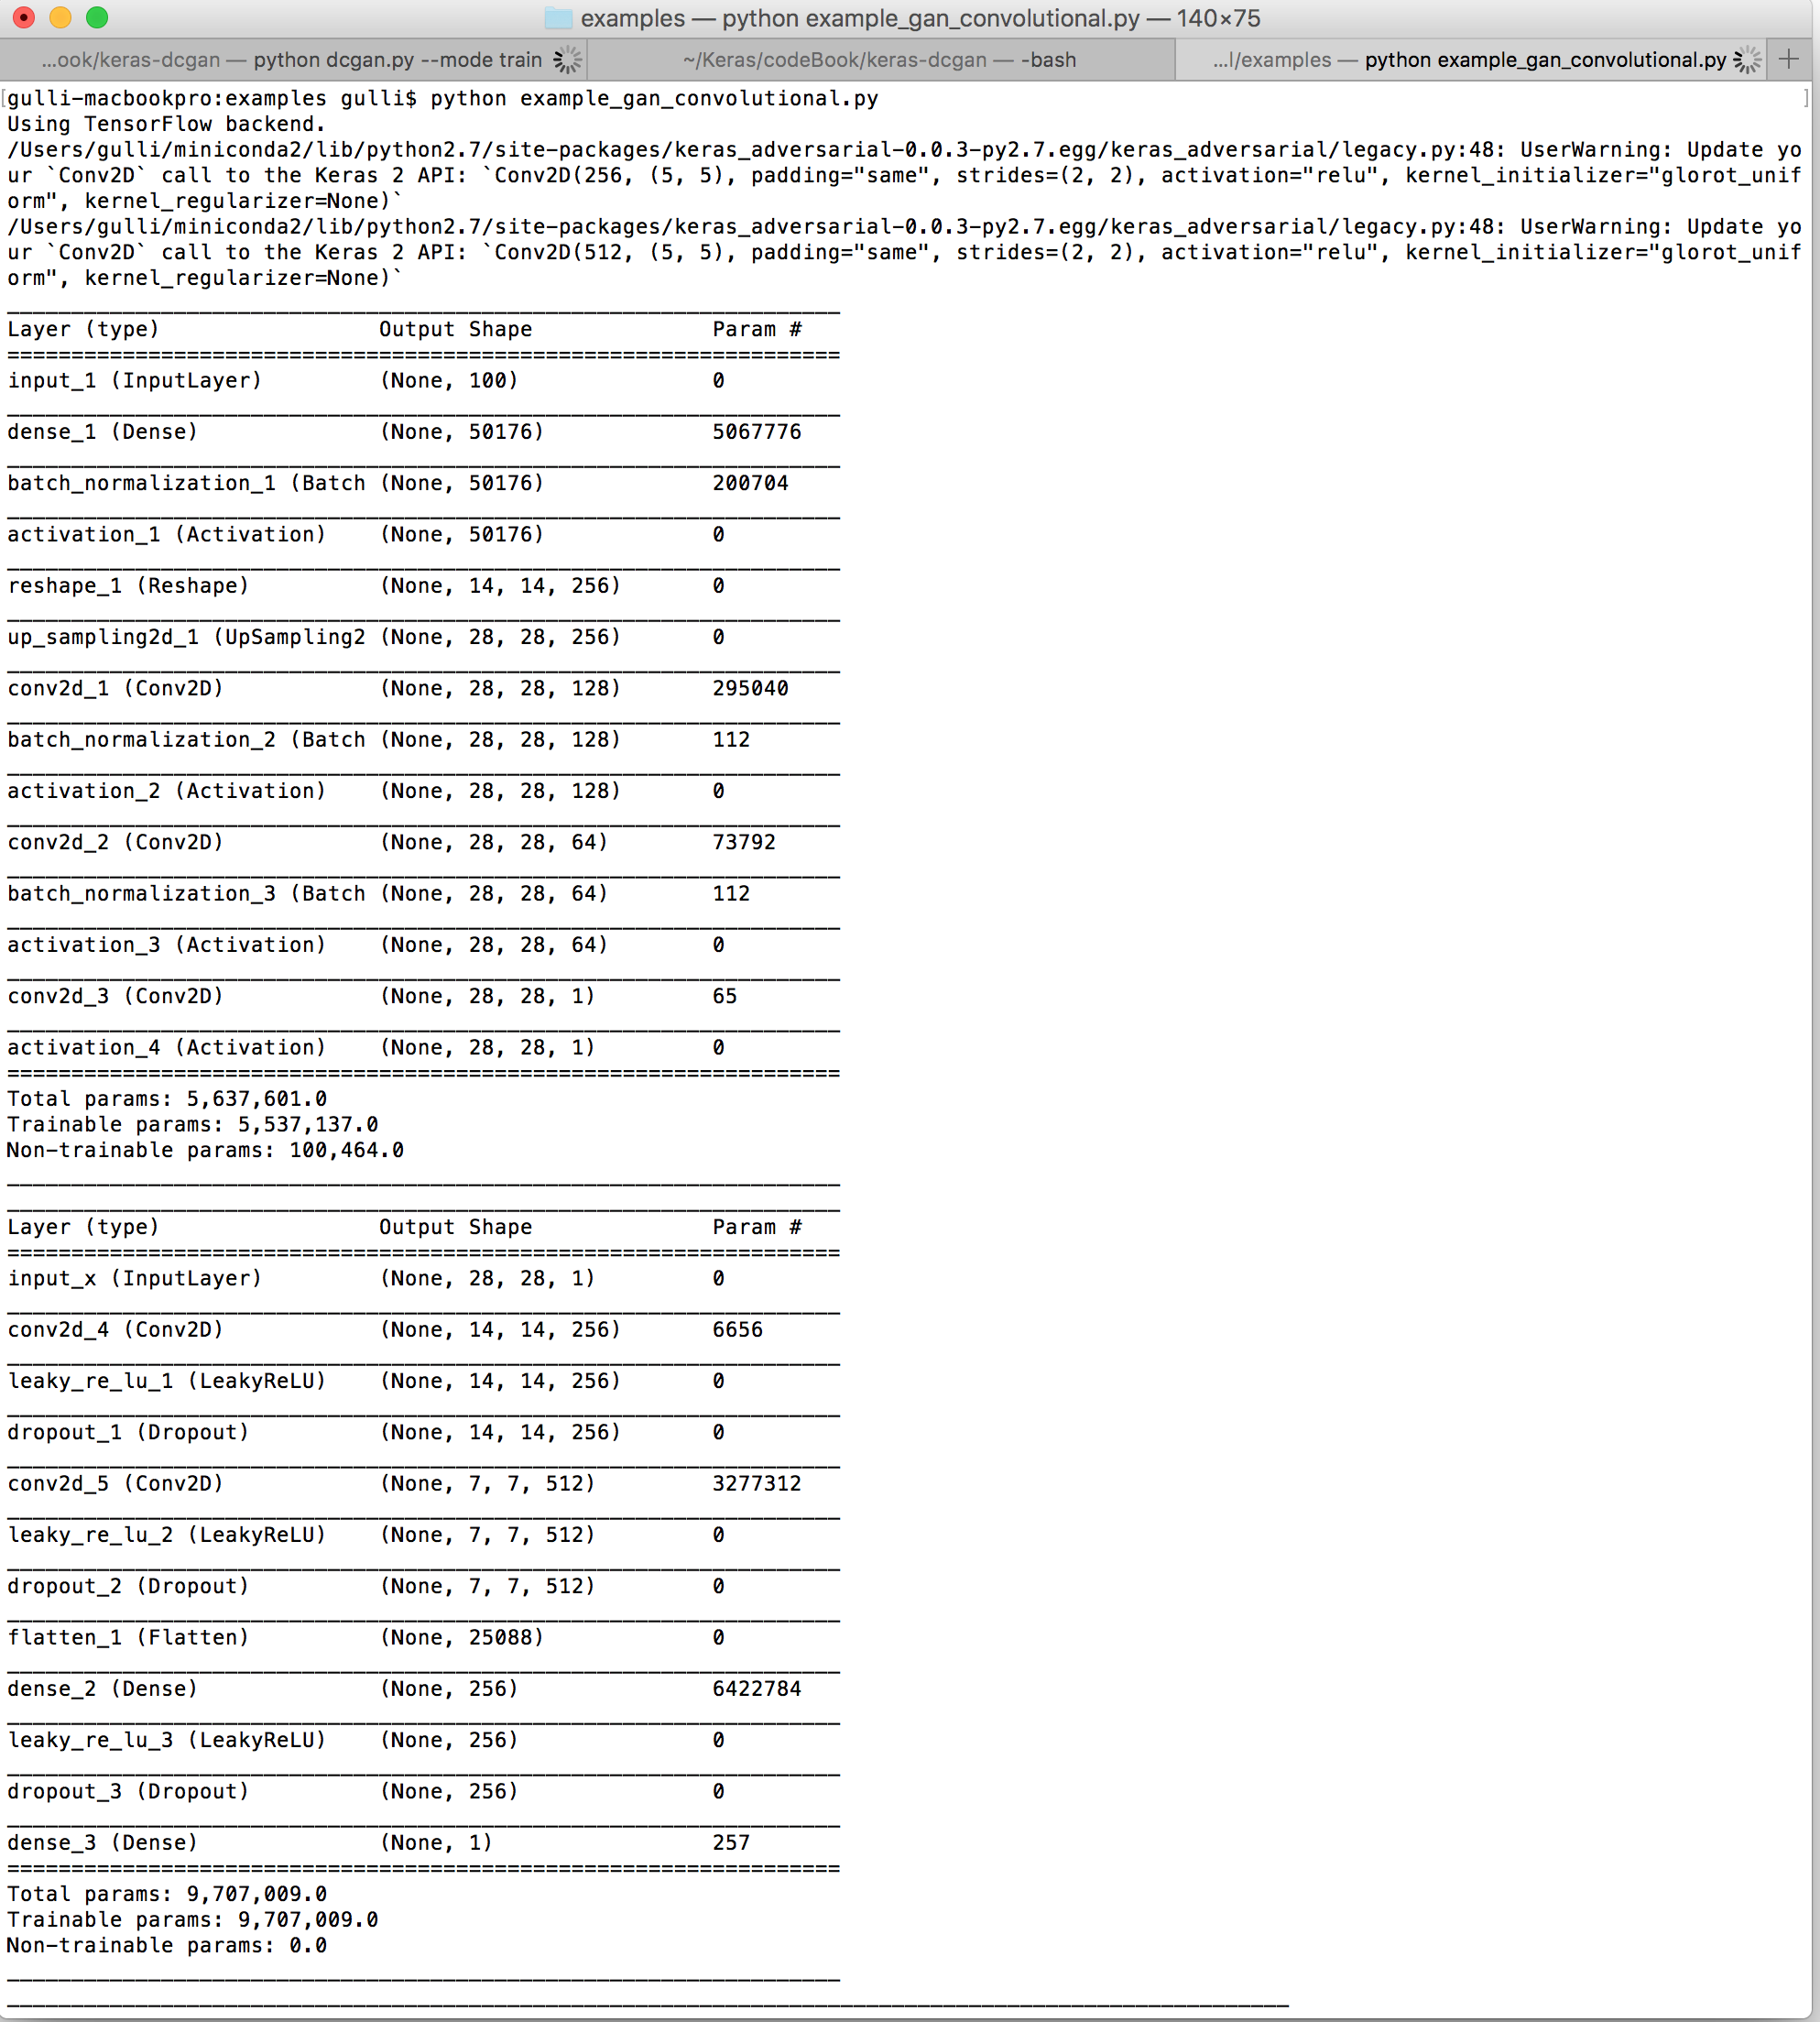 examples — python example_gan_convolutional.py — 140×75
...ook/keras-dcgan — python dcgan.py --mode train ~/Keras/codeBook/keras-dcgan — -bash ...l/examples — python example_gan_convolutional.py +
[gulli-macbookpro:examples gulli$ python example_gan_convolutional.py ]
Using TensorFlow backend.
/Users/gulli/miniconda2/lib/python2.7/site-packages/keras_adversarial-0.0.3-py2.7.egg/keras_adversarial/legacy.py:48: UserWarning: Update yo
ur `Conv2D` call to the Keras 2 API: `Conv2D(256, (5, 5), padding="same", strides=(2, 2), activation="relu", kernel_initializer="glorot_unif
orm", kernel_regularizer=None)`
/Users/gulli/miniconda2/lib/python2.7/site-packages/keras_adversarial-0.0.3-py2.7.egg/keras_adversarial/legacy.py:48: UserWarning: Update yo
ur `Conv2D` call to the Keras 2 API: `Conv2D(512, (5, 5), padding="same", strides=(2, 2), activation="relu", kernel_initializer="glorot_unif
orm", kernel_regularizer=None)`
Layer (type) Output Shape Param #
input_1 (InputLayer) (None, 100) 0
dense_1 (Dense) (None, 50176) 5067776
batch_normalization_1 (Batch (None, 50176) 200704
activation_1 (Activation) (None, 50176) 0
reshape_1 (Reshape) (None, 14, 14, 256) 0
up_sampling2d_1 (UpSampling2 (None, 28, 28, 256) 0
conv2d_1 (Conv2D) (None, 28, 28, 128) 295040
batch_normalization_2 (Batch (None, 28, 28, 128) 112
activation_2 (Activation) (None, 28, 28, 128) 0
conv2d_2 (Conv2D) (None, 28, 28, 64) 73792
batch_normalization_3 (Batch (None, 28, 28, 64) 112
activation_3 (Activation) (None, 28, 28, 64) 0
conv2d_3 (Conv2D) (None, 28, 28, 1) 65
activation_4 (Activation) (None, 28, 28, 1) 0
Total params: 5,637,601.0
Trainable params: 5,537,137.0
Non-trainable params: 100,464.0
Layer (type) Output Shape Param #
input_x (InputLayer) (None, 28, 28, 1) 0
conv2d_4 (Conv2D) (None, 14, 14, 256) 6656
leaky_re_lu_1 (LeakyReLU) (None, 14, 14, 256) 0
dropout_1 (Dropout) (None, 14, 14, 256) 0
conv2d_5 (Conv2D) (None, 7, 7, 512) 3277312
leaky_re_lu_2 (LeakyReLU) (None, 7, 7, 512) 0
dropout_2 (Dropout) (None, 7, 7, 512) 0
flatten_1 (Flatten) (None, 25088) 0
dense_2 (Dense) (None, 256) 6422784
leaky_re_lu_3 (LeakyReLU) (None, 256) 0
dropout_3 (Dropout) (None, 256) 0
dense_3 (Dense) (None, 1) 257
Total params: 9,707,009.0
Trainable params: 9,707,009.0
Non-trainable params: 0.0